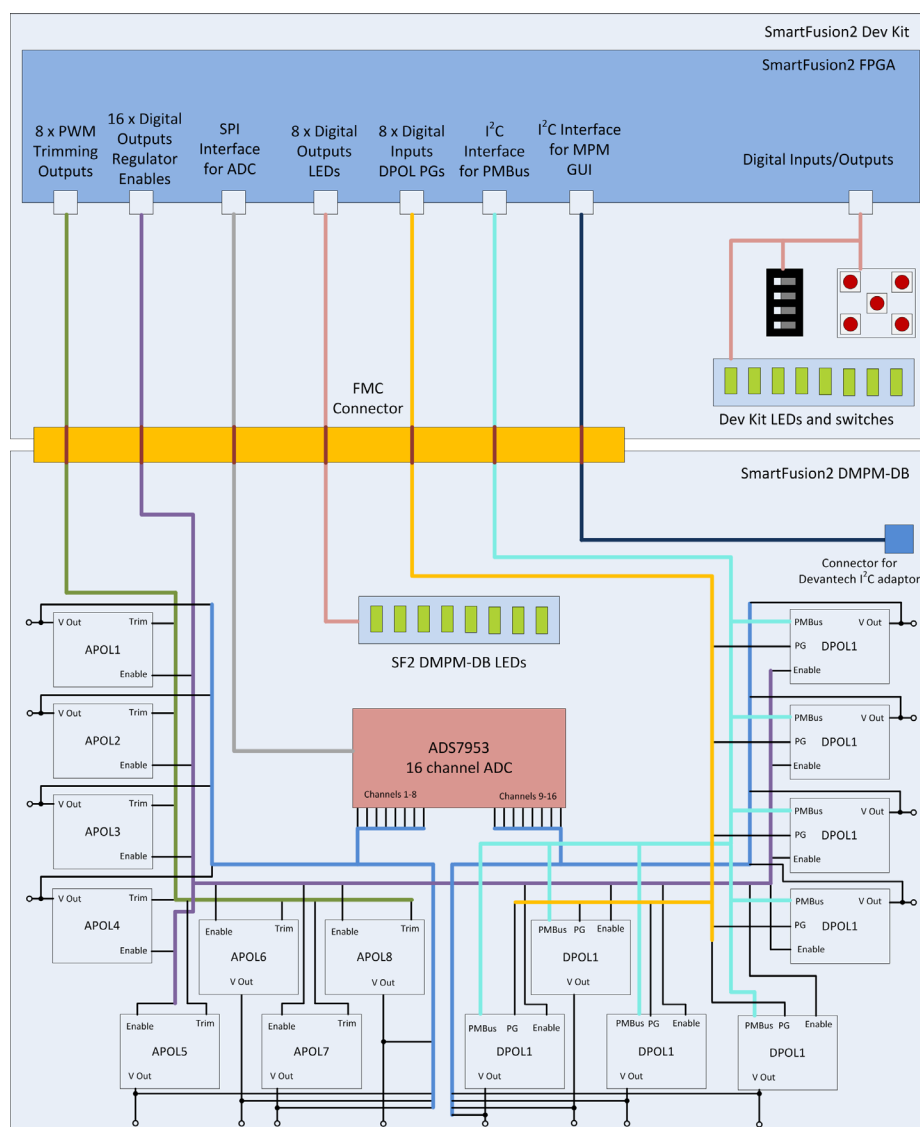 SmartFusion2 Dev Kit
SmartFusion2 FPGA
8 x PWM
Trimming
Outputs
16 x Digital
Outputs
Regulator
Enables
SPI
Interface
for ADC
8 x Digital
Outputs
LEDs
8 x Digital
Inputs
DPOL PGs
I²C
Interface
for PMBus
I²C Interface
for MPM
GUI
Digital Inputs/Outputs
FMC
Connector
Dev Kit LEDs and switches
SmartFusion2 DMPM-DB
Connector for
Devantech I²C adaptor
SF2 DMPM-DB LEDs
ADS7953
16 channel ADC
Channels 1-8
Channels 9-16
V Out
Trim
APOL1
Enable
V Out
Trim
APOL2
Enable
V Out
Trim
APOL3
Enable
V Out
Trim
APOL4
Enable
PMBus
V Out
PG
DPOL1
Enable
PMBus
V Out
PG
DPOL1
Enable
PMBus
V Out
PG
DPOL1
Enable
PMBus
V Out
PG
DPOL1
Enable
Enable
Trim
APOL6
V Out
Enable
Trim
APOL8
V Out
PMBus
PG
Enable
DPOL1
V Out
Enable
Trim
APOL5
V Out
Enable
Trim
APOL7
V Out
PMBus
PG
Enable
DPOL1
V Out
PMBus
PG
Enable
DPOL1
V Out
PMBus
PG
Enable
DPOL1
V Out